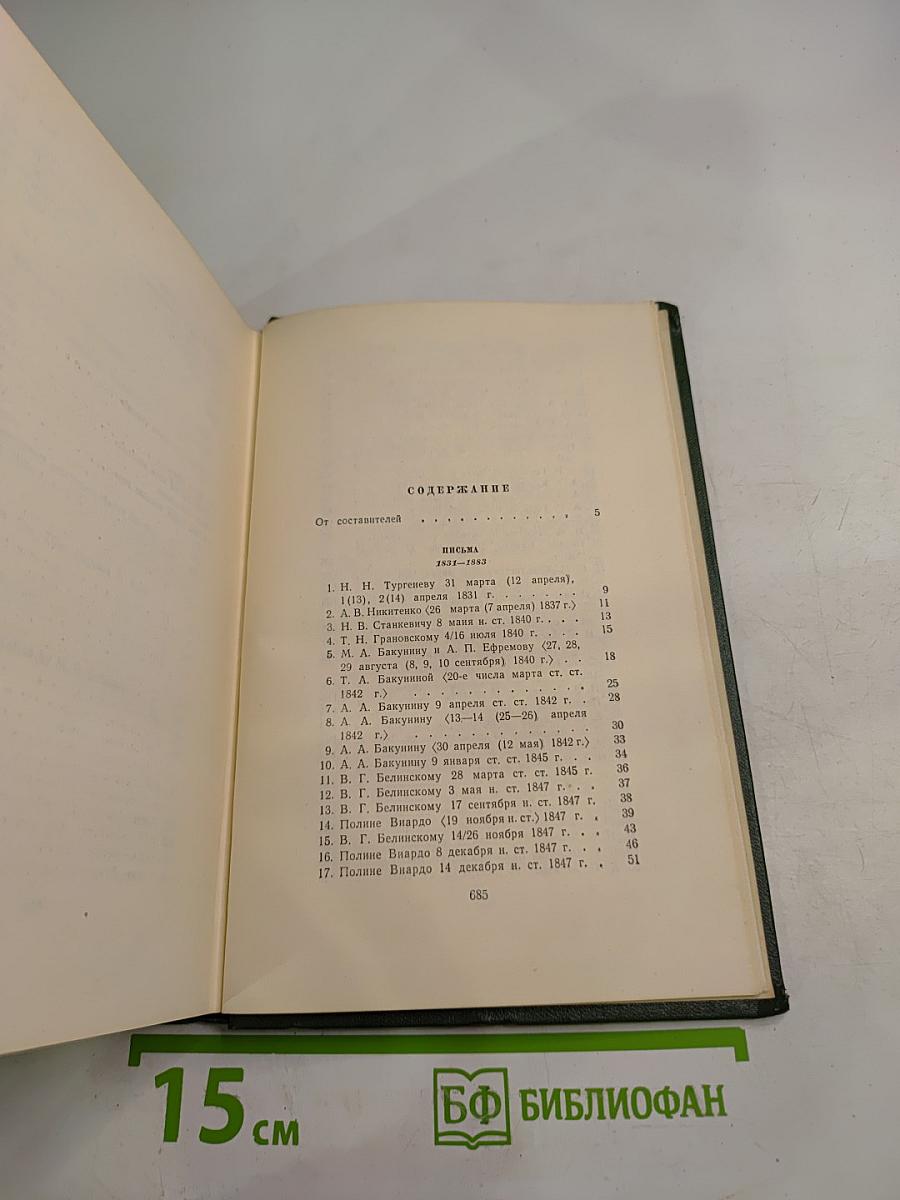 СОДЕРЖАНИЕ
От составителей . . . . . . . . . . . . 5
ПИСЬМА
1831—1883
1. Н. Н. Тургеневу 31 марта (12 апреля),
1(13), 2(14) апреля 1831 г. . . . . . . 9
2. А. В. Никитенко ⟨26 марта (7 апреля) 1837 г.⟩ 11
3. Н. В. Станкевичу 8 мая н. ст. 1840 г. . . . 13
4. Т. Н. Грановскому 4/16 июля 1840 г. . . . 15
5. М. А. Бакунину и А. П. Ефремову ⟨27, 28,
29 августа (8, 9, 10 сентября) 1840 г.⟩ . . 18
6. Т. А. Бакуниной ⟨20-е числа марта ст. ст.
1842 г.⟩ . . . . . . . . . . . . . 25
7. А. А. Бакунину 9 апреля ст. ст. 1842 г. . 28
8. А. А. Бакунину ⟨13—14 (25—26) апреля
1842 г.⟩ . . . . . . . . . . . . . 30
9. А. А. Бакунину ⟨30 апреля (12 мая) 1842 г.⟩ 33
10. А. А. Бакунину 9 января ст. ст. 1845 г. . . 34
11. В. Г. Белинскому 28 марта ст. ст. 1845 г. 36
12. В. Г. Белинскому 3 мая н. ст. 1847 г. . . 37
13. В. Г. Белинскому 17 сентября н. ст. 1847 г. 38
14. Полине Виардо ⟨19 ноября н. ст.⟩ 1847 г. . 39
15. В. Г. Белинскому 14/26 ноября 1847 г. . . 43
16. Полине Виардо 8 декабря н. ст. 1847 г. . . 46
17. Полине Виардо 14 декабря н. ст. 1847 г. . 51
685
15 см
БФ БИБЛИОФАН